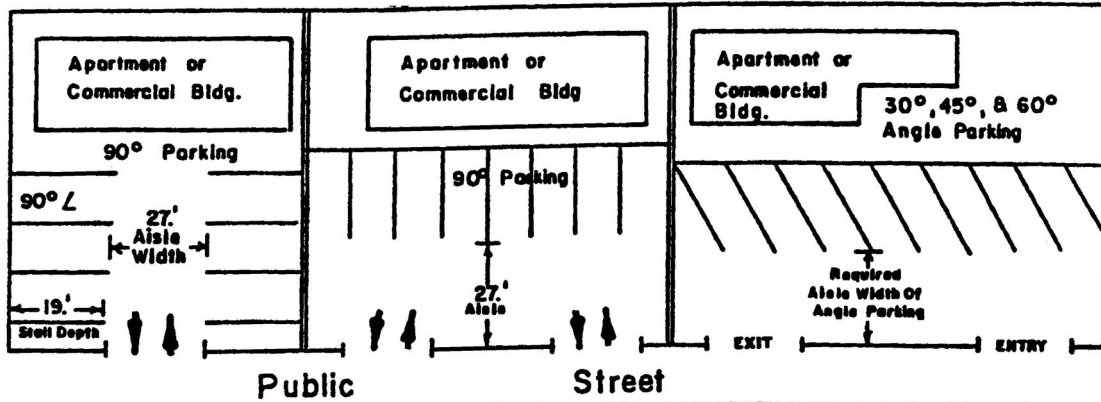 Apartment or
Commercial Bldg.
90° Parking
90° ∠
27.'
Aisle
Width
19.'
Stall Depth
Apartment or
Commercial Bldg
90° Parking
27.'
Aisle
Apartment or
Commercial
Bldg.
30°, 45°, & 60°
Angle Parking
Required
Aisle Width Of
Angle Parking
EXIT
ENTRY
Public Street